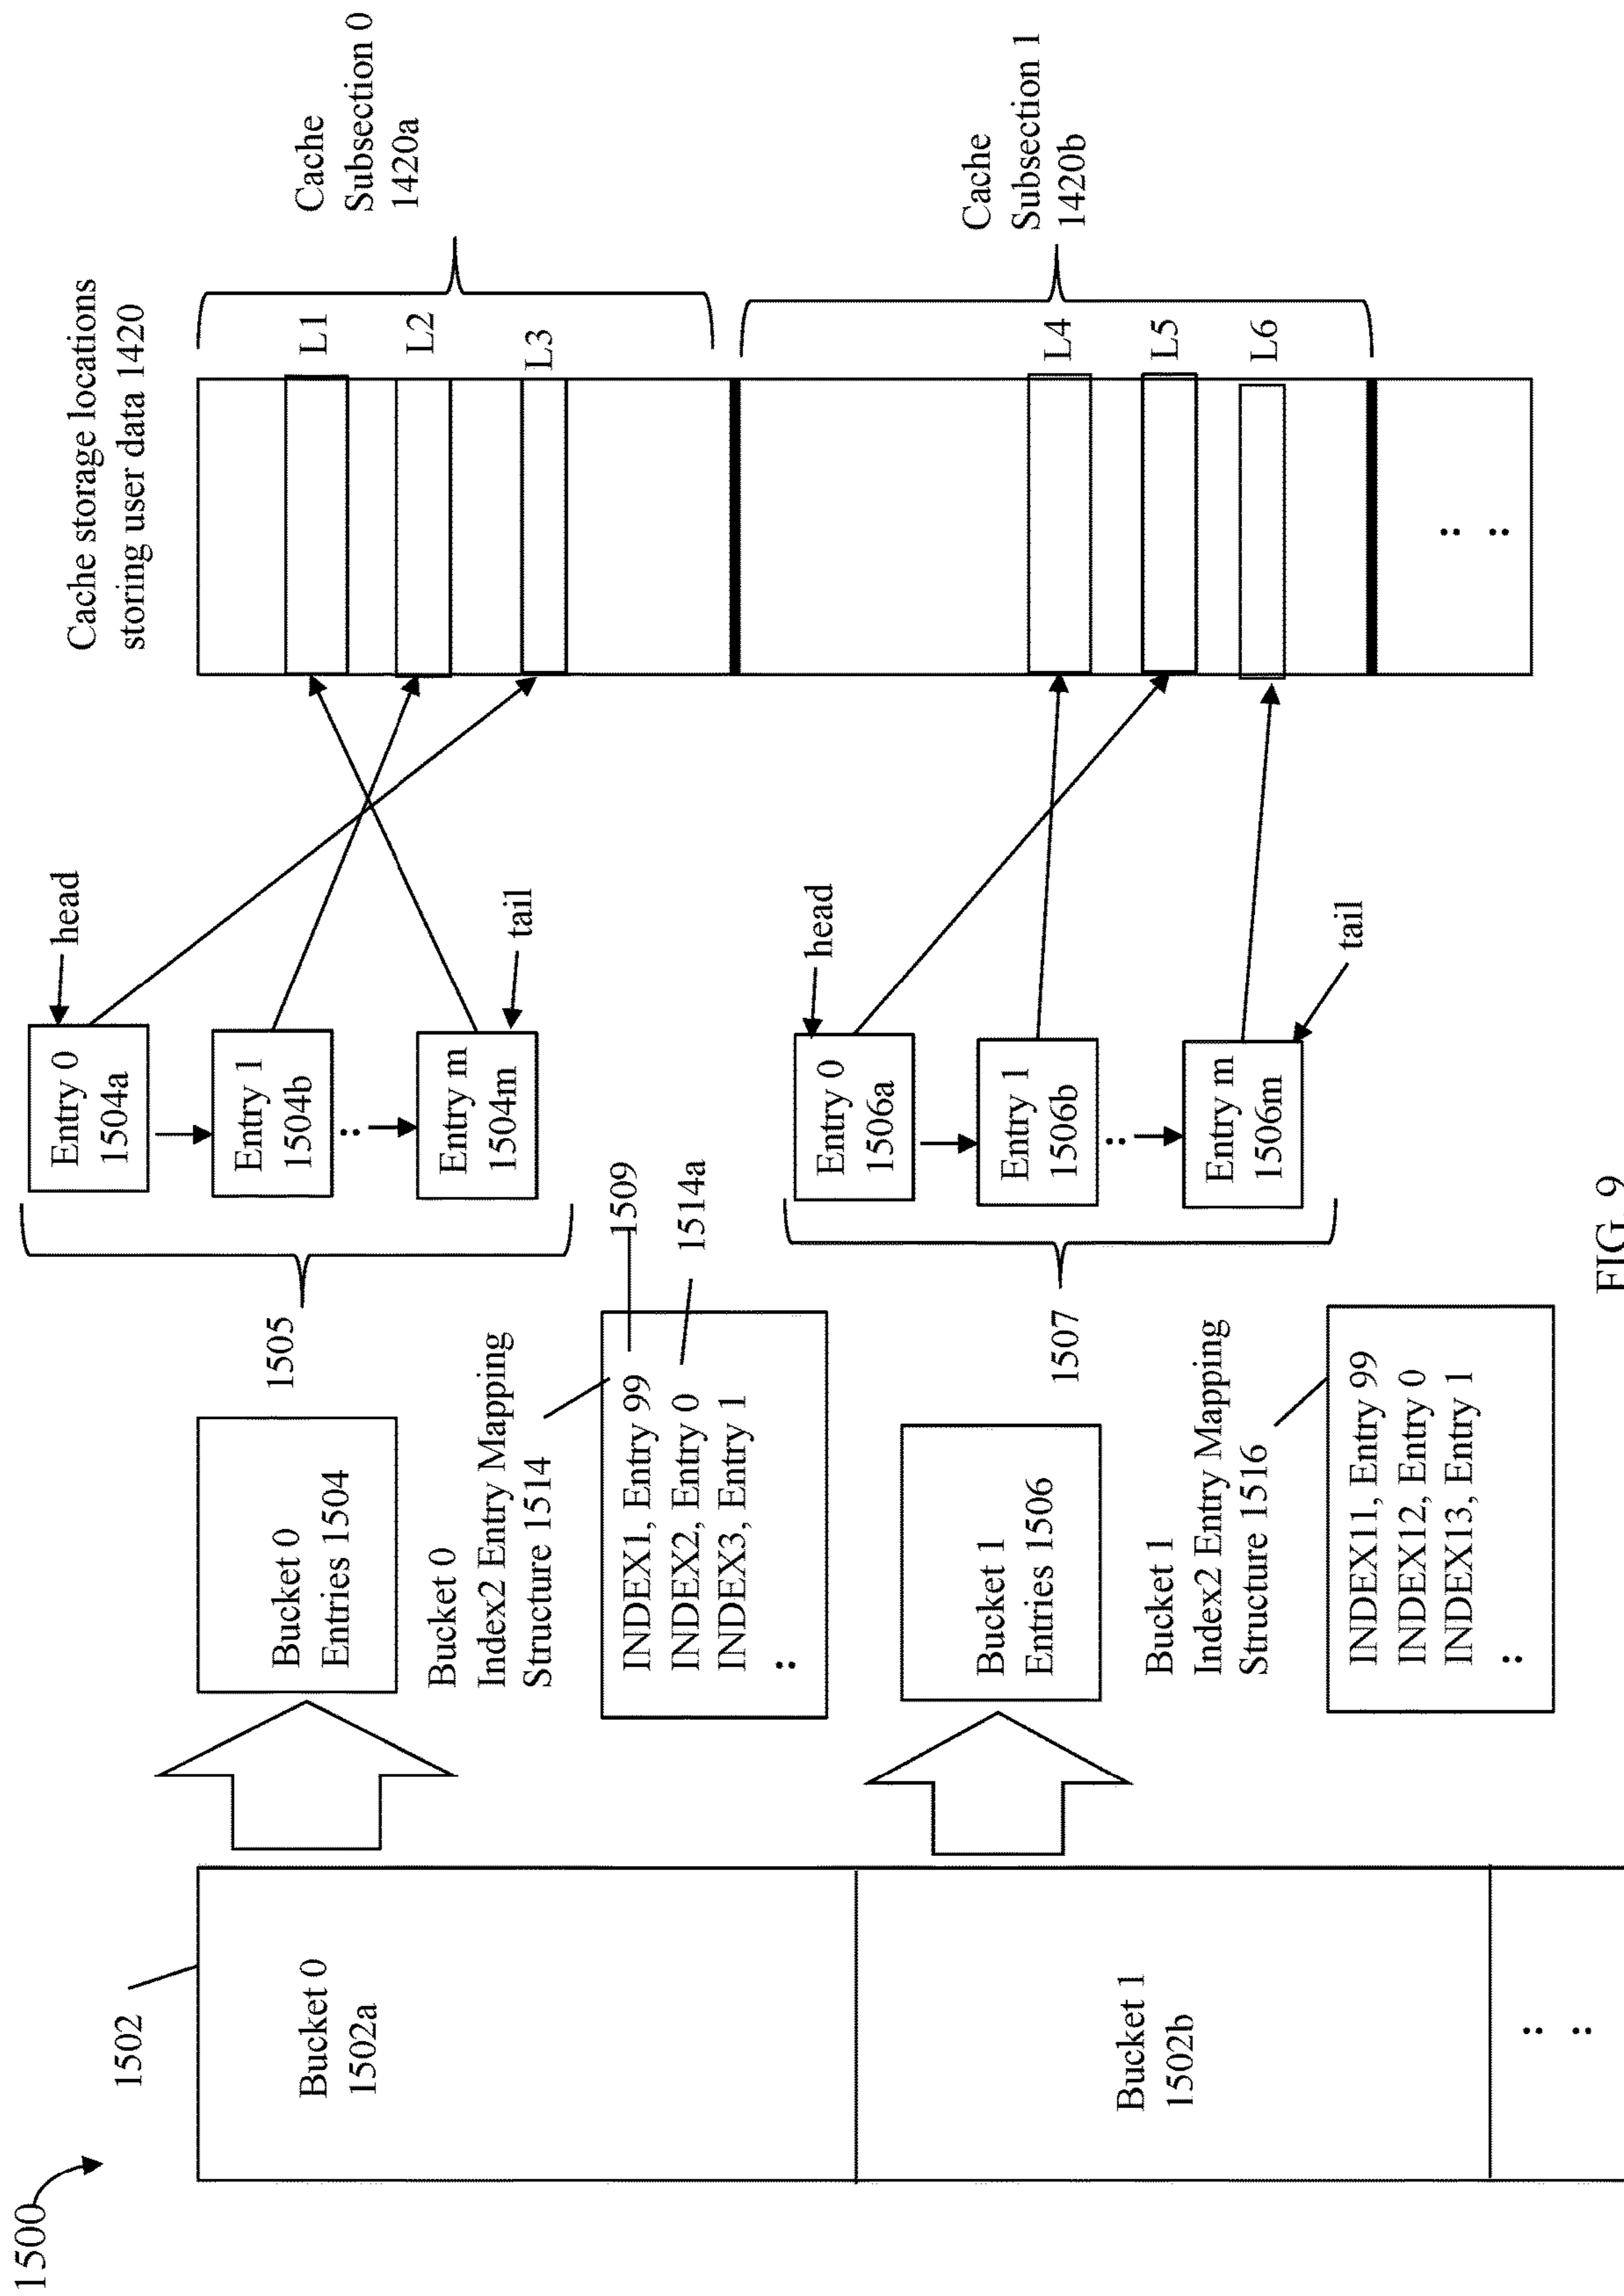 1500
1502
Bucket 0
1502a
Bucket 1
1502b
:
:
Bucket 0
Entries 1504
Bucket 0
Index2 Entry Mapping
Structure 1514
INDEX1, Entry 99
INDEX2, Entry 0
INDEX3, Entry 1
:
1509
1514a
1505
Entry 0
1504a
head
Entry 1
1504b
:
Entry m
1504m
tail
Bucket 1
Entries 1506
Bucket 1
Index2 Entry Mapping
Structure 1516
INDEX11, Entry 99
INDEX12, Entry 0
INDEX13, Entry 1
:
1507
Entry 0
1506a
head
Entry 1
1506b
:
Entry m
1506m
tail
Cache storage locations
storing user data 1420
L1
L2
L3
Cache
Subsection 0
1420a
L4
L5
L6
Cache
Subsection 1
1420b
:
:
FIG. 9